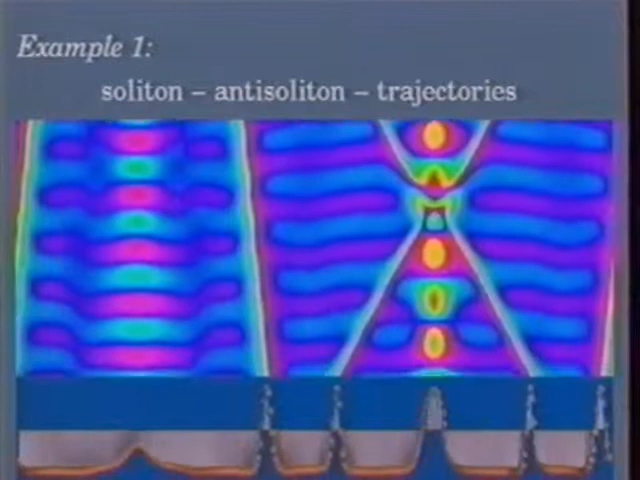 Example 1:
soliton – antisoliton – trajectories